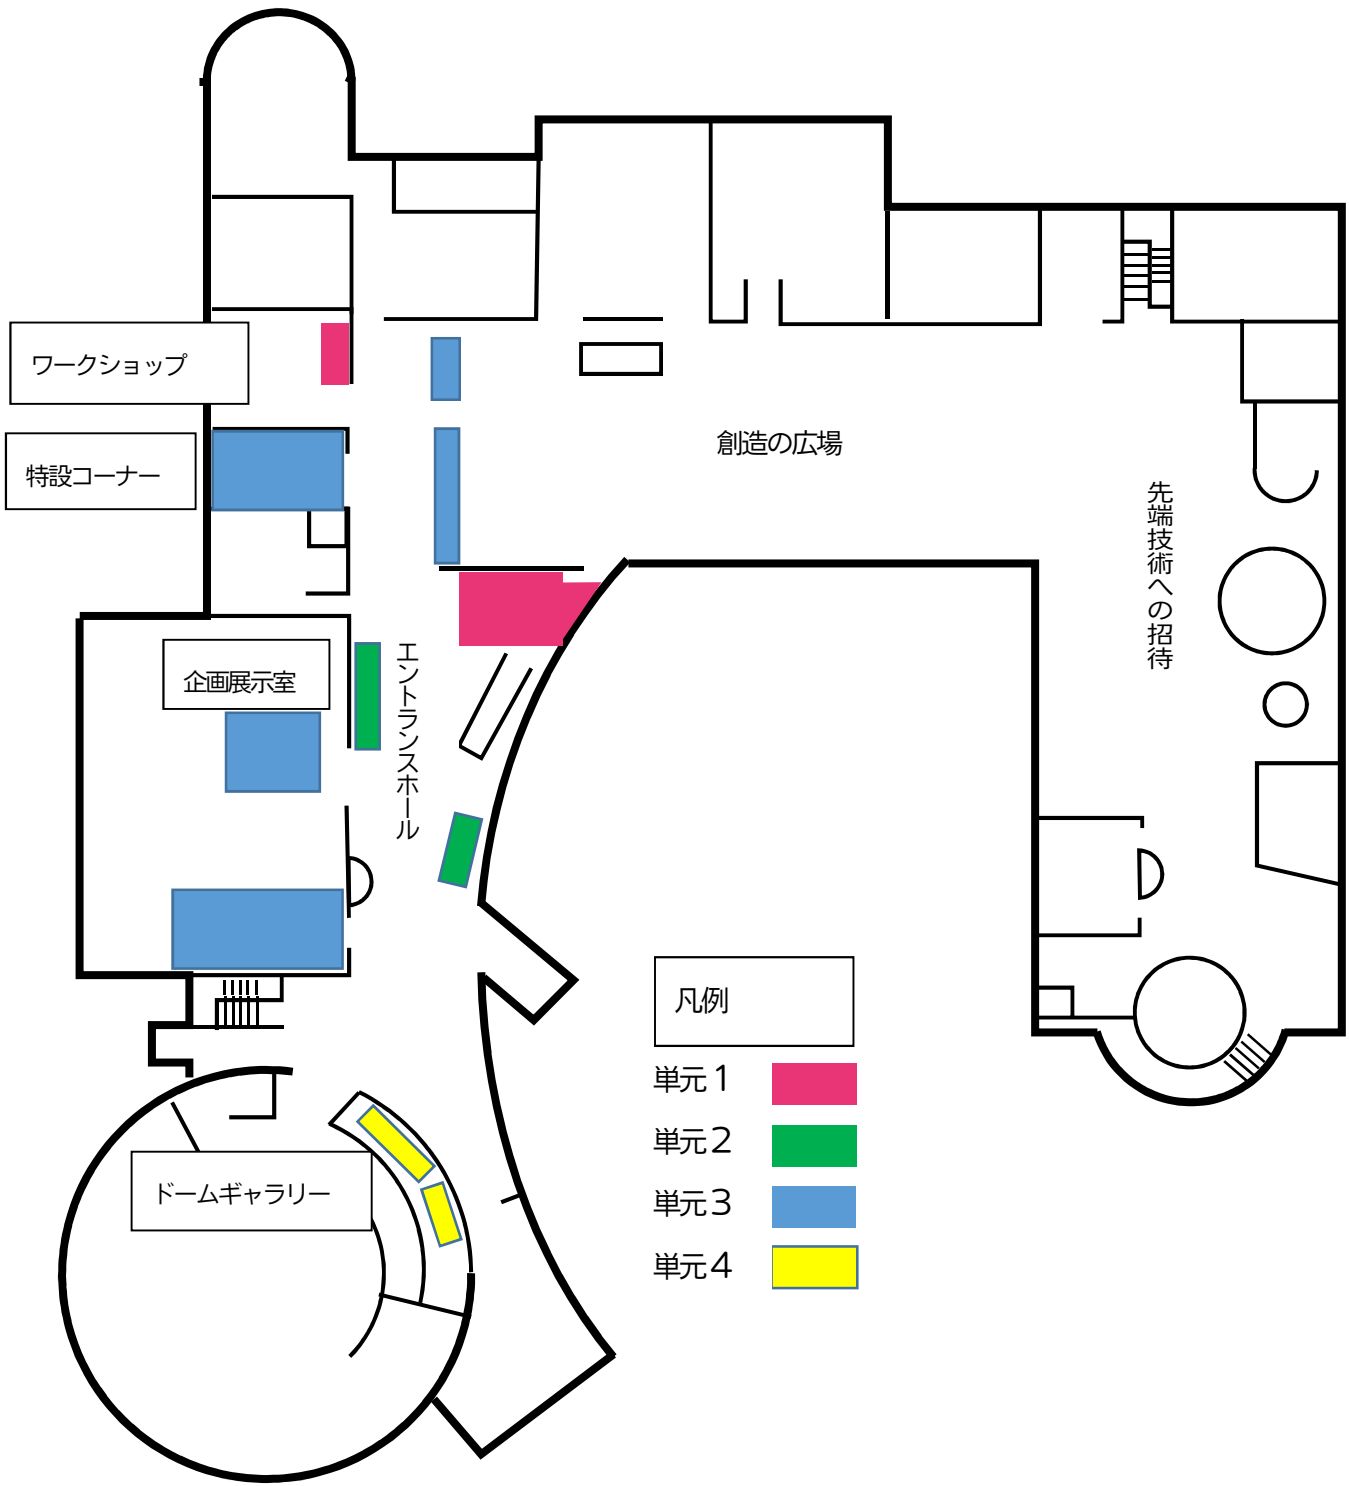 ワークショップ
創造の広場
特設コーナー
先端技術への招待
エントランスホール
企画展示室
凡例
単元1
単元2
ドームギャラリー
単元3
単元4